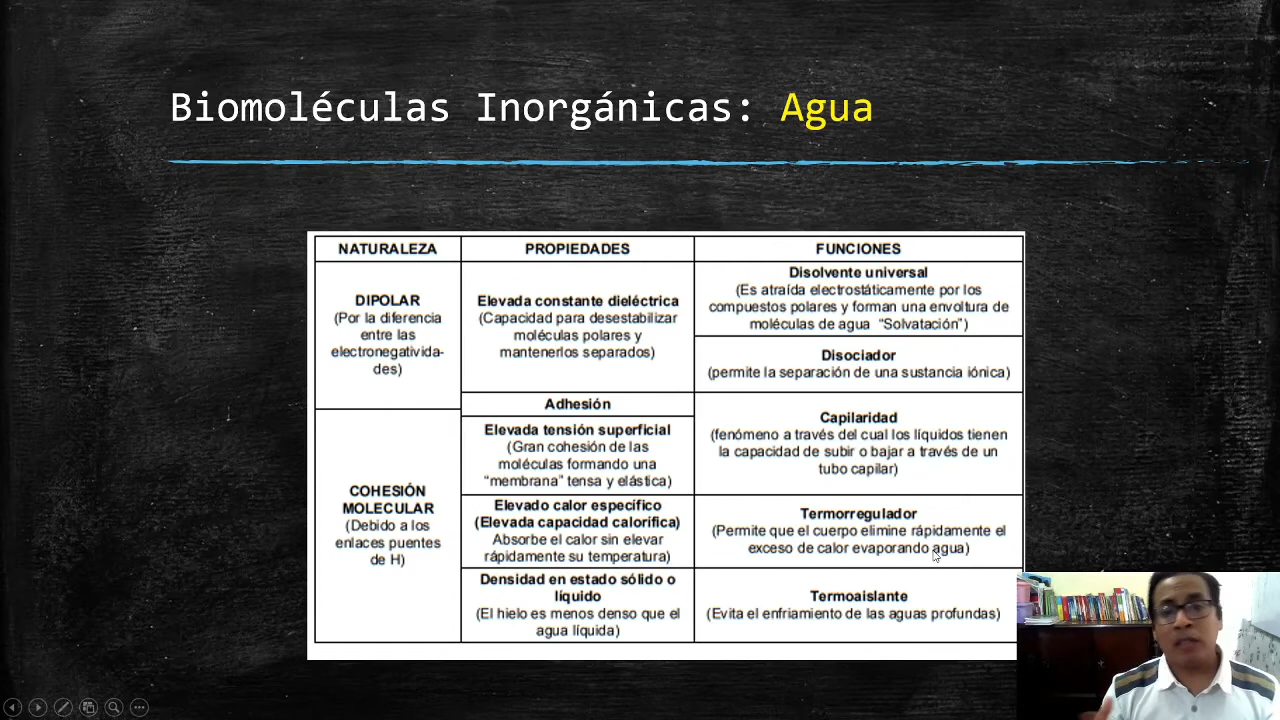 Biomoléculas Inorgánicas: Agua
NATURALEZA
PROPIEDADES
FUNCIONES
DIPOLAR
(Por la diferencia
entre las
electronegativida-
des)
Elevada constante dieléctrica
(Capacidad para desestabilizar
moléculas polares y
mantenerlos separados)
Disolvente universal
(Es atraída electrostáticamente por los
compuestos polares y forman una envoltura de
moléculas de agua "Solvatación")
Disociador
(permite la separación de una sustancia iónica)
Adhesión
COHESIÓN
MOLECULAR
(Debido a los
enlaces puentes
de H)
Elevada tensión superficial
(Gran cohesión de las
moléculas formando una
"membrana" tensa y elástica)
Capilaridad
(fenómeno a través del cual los líquidos tienen
la capacidad de subir o bajar a través de un
tubo capilar)
Elevado calor específico
(Elevada capacidad calorífica)
Absorbe el calor sin elevar
rápidamente su temperatura)
Termorregulador
(Permite que el cuerpo elimine rápidamente el
exceso de calor evaporando agua)
Densidad en estado sólido o
líquido
(El hielo es menos denso que el
agua líquida)
Termoaislante
(Evita el enfriamiento de las aguas profundas)